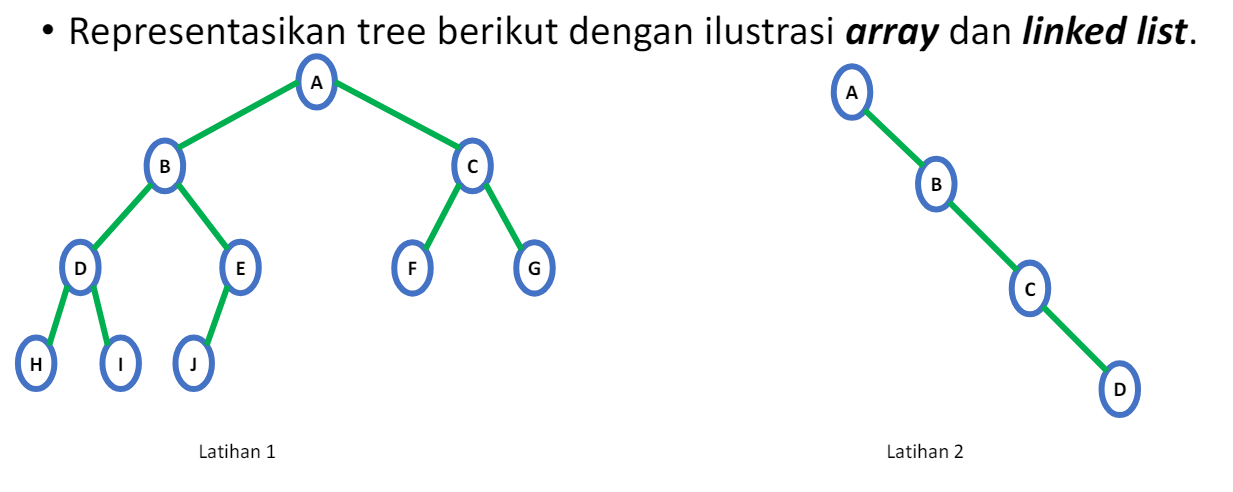 • Representasikan tree berikut dengan ilustrasi array dan linked list.
A
B
C
D
E
F
G
H
I
J
Latihan 1
A
B
C
D
Latihan 2